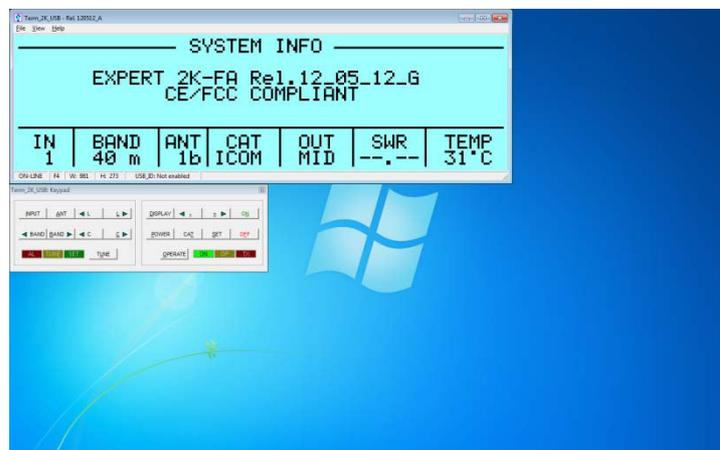 Term_2K_USB - Rel. 120512_A
File View Help
SYSTEM INFO
EXPERT 2K-FA Rel.12_05_12_G
CE/FCC COMPLIANT
IN BAND ANT CAT OUT SWR TEMP
1 40 m 1b ICOM MID --.-- 31°C
ON-LINE F4 W: 981 H: 273 USB_ID: Not enabled
Term_2K_USB: Keypad
INPUT ANT ◄ L L ► DISPLAY ◄ - ± ► ON
◄ BAND BAND ► ◄ C C ► POWER CAT SET OFF
AL TUNE SET TUNE OPERATE ON OP TX